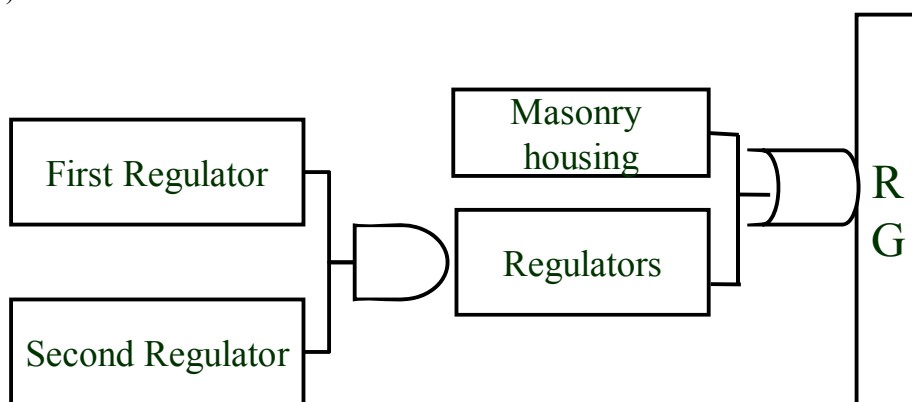 )
Masonry
housing
First Regulator
R
G
Regulators
Second Regulator